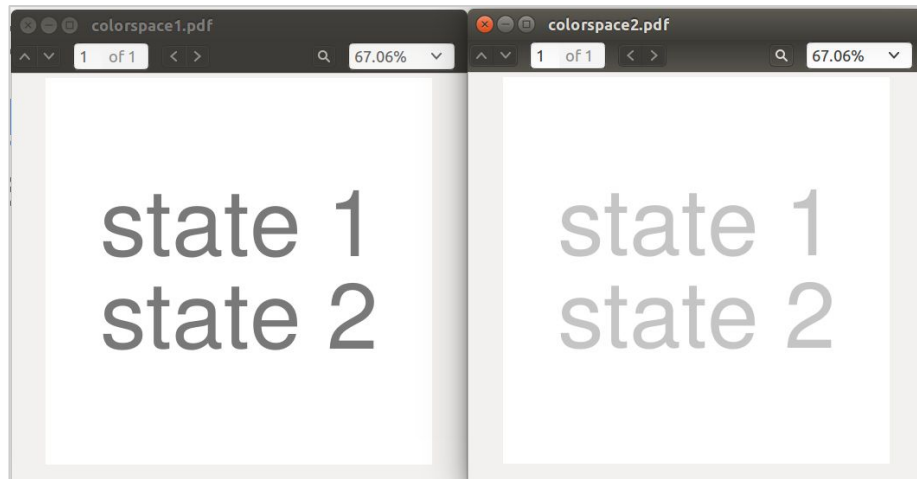 colorspace1.pdf
1 of 1 67.06%
state 1
state 2
colorspace2.pdf
1 of 1 67.06%
state 1
state 2